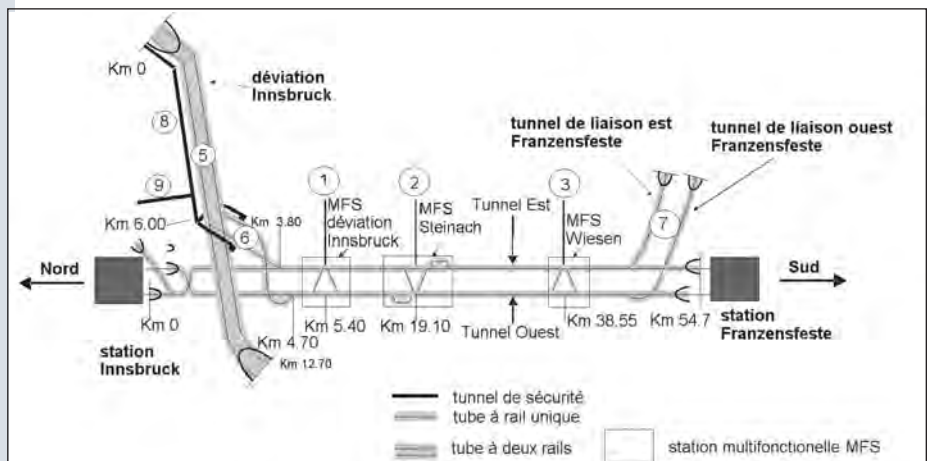 Km 0
déviation
Innsbruck
8
5
9
Km 6.00
6
Km 3.80
1
MFS
déviation
Innsbruck
2
MFS
Steinach
Tunnel Est
3
MFS
Wiesen
tunnel de liaison est
Franzensfeste
tunnel de liaison ouest
Franzensfeste
7
Nord
Sud
Km 0
station
Innsbruck
Km 4.70
Km 12.70
Km 5.40
Km 19.10
Tunnel Ouest
Km 38,55
Km 54.7
station
Franzensfeste
tunnel de sécurité
tube à rail unique
tube à deux rails
station multifonctionelle MFS